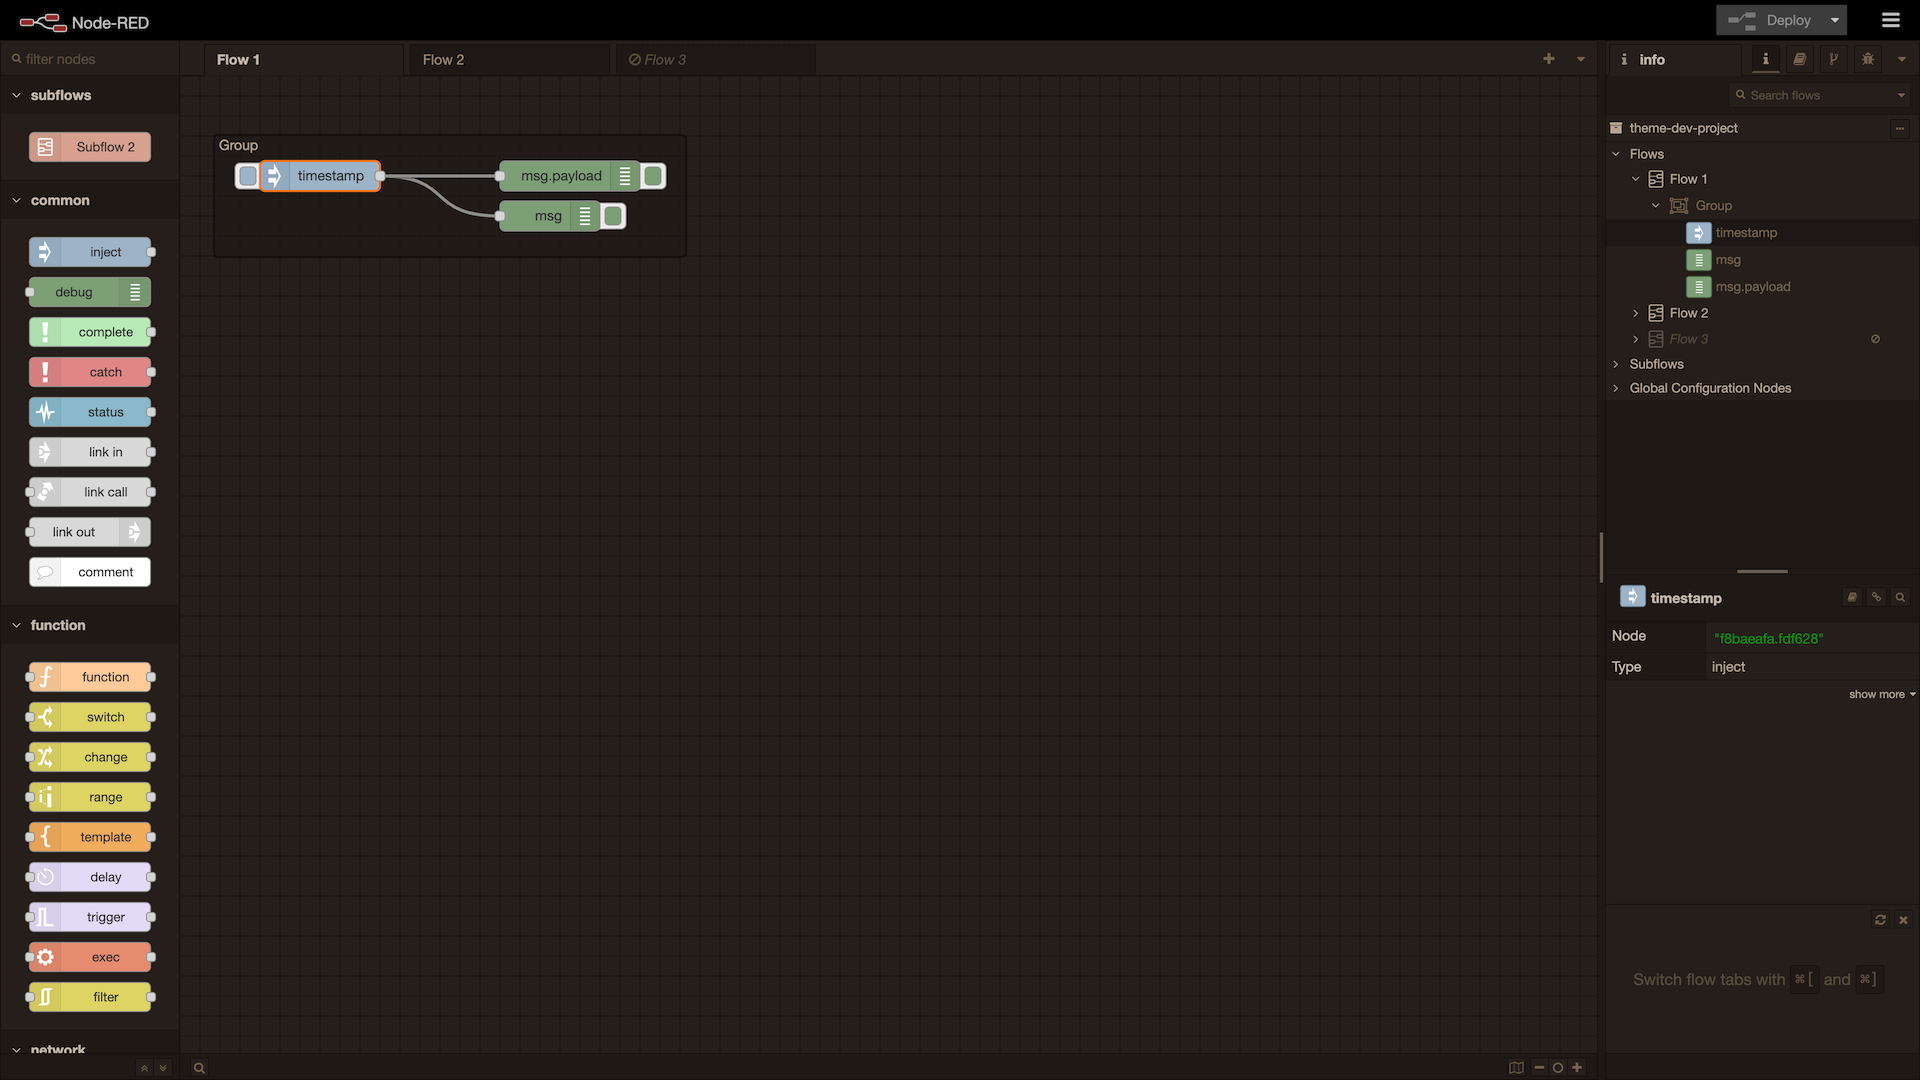 Node-RED
Deploy
filter nodes
Flow 1
Flow 2
Flow 3
info
subflows
Subflow 2
common
inject
debug
complete
catch
status
link in
link call
link out
comment
function
function
switch
change
range
template
delay
trigger
exec
filter
network
Group
timestamp
msg.payload
msg
Search flows
theme-dev-project
Flows
Flow 1
Group
timestamp
msg
msg.payload
Flow 2
Flow 3
Subflows
Global Configuration Nodes
timestamp
Node "f8baeafa.fdf628"
Type inject
show more
Switch flow tabs with ⌘[ and ⌘]